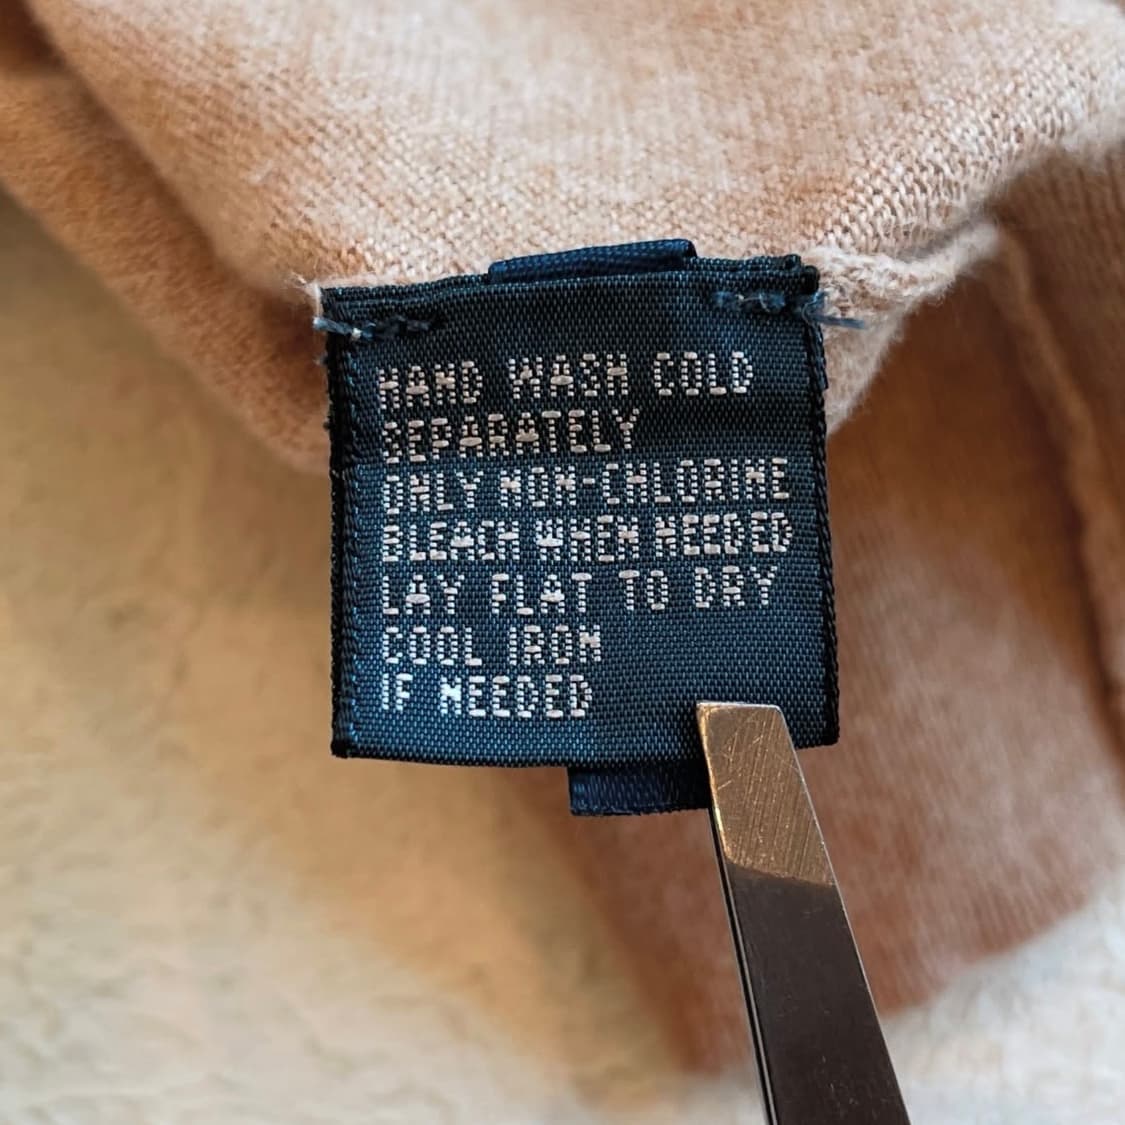 HAND WASH COLD
SEPARATELY
ONLY NON-CHLORINE
BLEACH WHEN NEEDED
LAY FLAT TO DRY
COOL IRON
IF NEEDED